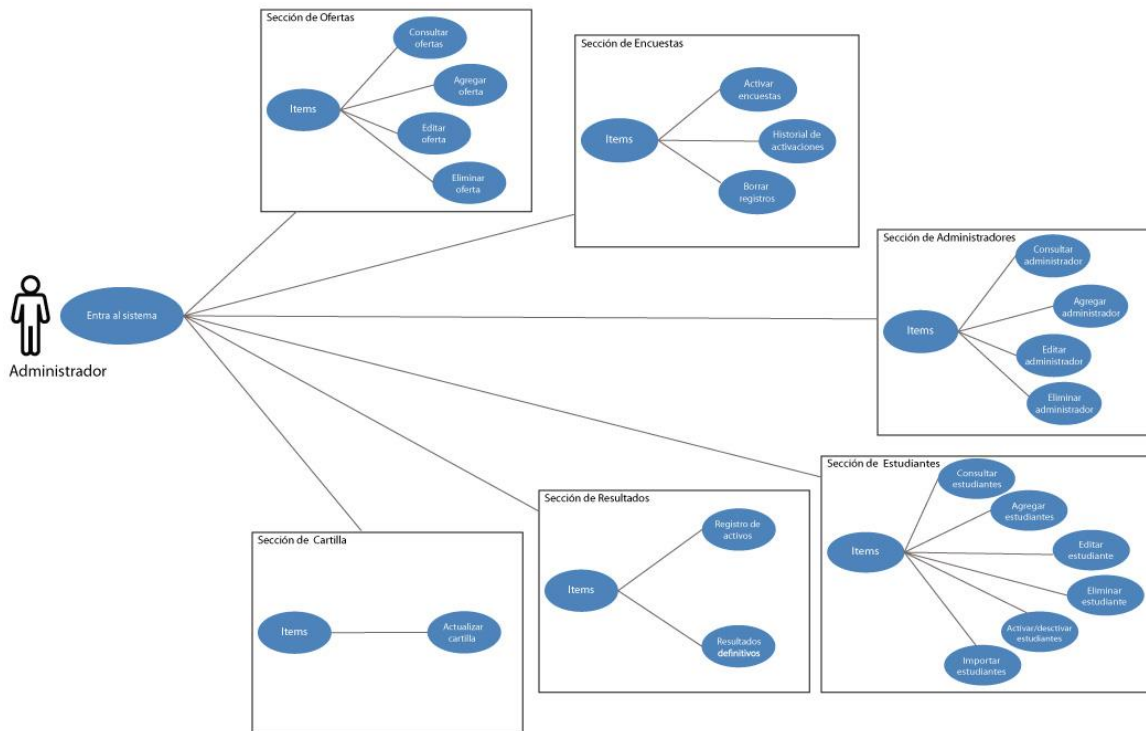 Sección de Ofertas
Consultar
ofertas
Agregar
oferta
Items
Editar
oferta
Eliminar
oferta
Sección de Encuestas
Activar
encuestas
Items
Historial de
activaciones
Borrar
registros
Sección de Administradores
Consultar
administrador
Agregar
administrador
Items
Editar
administrador
Eliminar
administrador
Entra al sistema
Administrador
Sección de Estudiantes
Consultar
estudiantes
Agregar
estudiantes
Items
Editar
estudiante
Eliminar
estudiante
Activar/desctivar
estudiantes
Importar
estudiantes
Sección de Resultados
Registro de
activos
Items
Resultados
definitivos
Sección de Cartilla
Items
Actualizar
cartilla